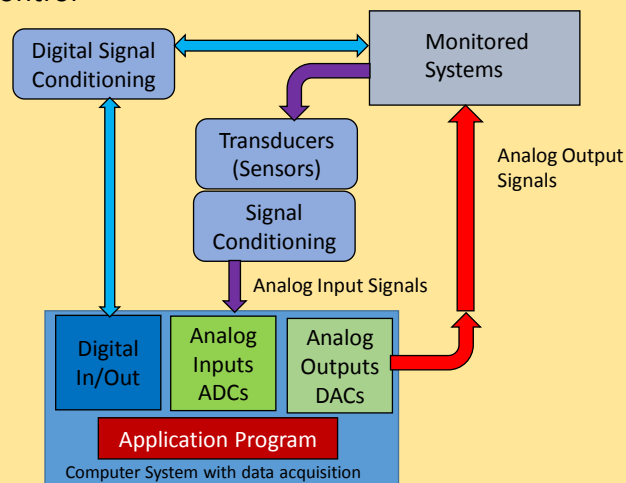 Digital Signal
Conditioning
Monitored
Systems
Transducers
(Sensors)
Signal
Conditioning
Analog Output
Signals
Analog Input Signals
Digital
In/Out
Analog
Inputs
ADCs
Analog
Outputs
DACs
Application Program
Computer System with data acquisition